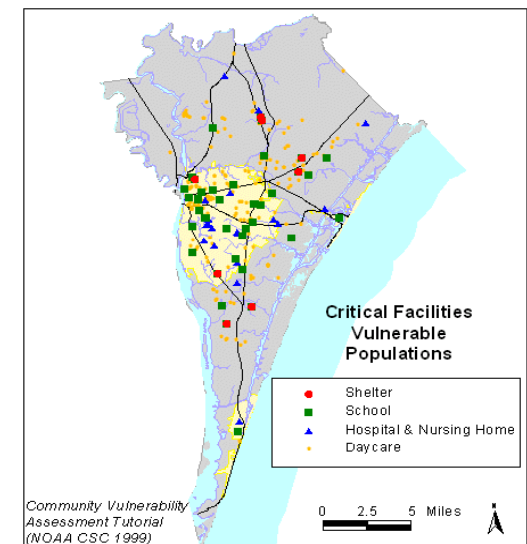 Critical Facilities
Vulnerable
Populations
Shelter
School
Hospital & Nursing Home
Daycare
Community Vulnerability
Assessment Tutorial
(NOAA CSC 1999)
0 2.5 5 Miles
N